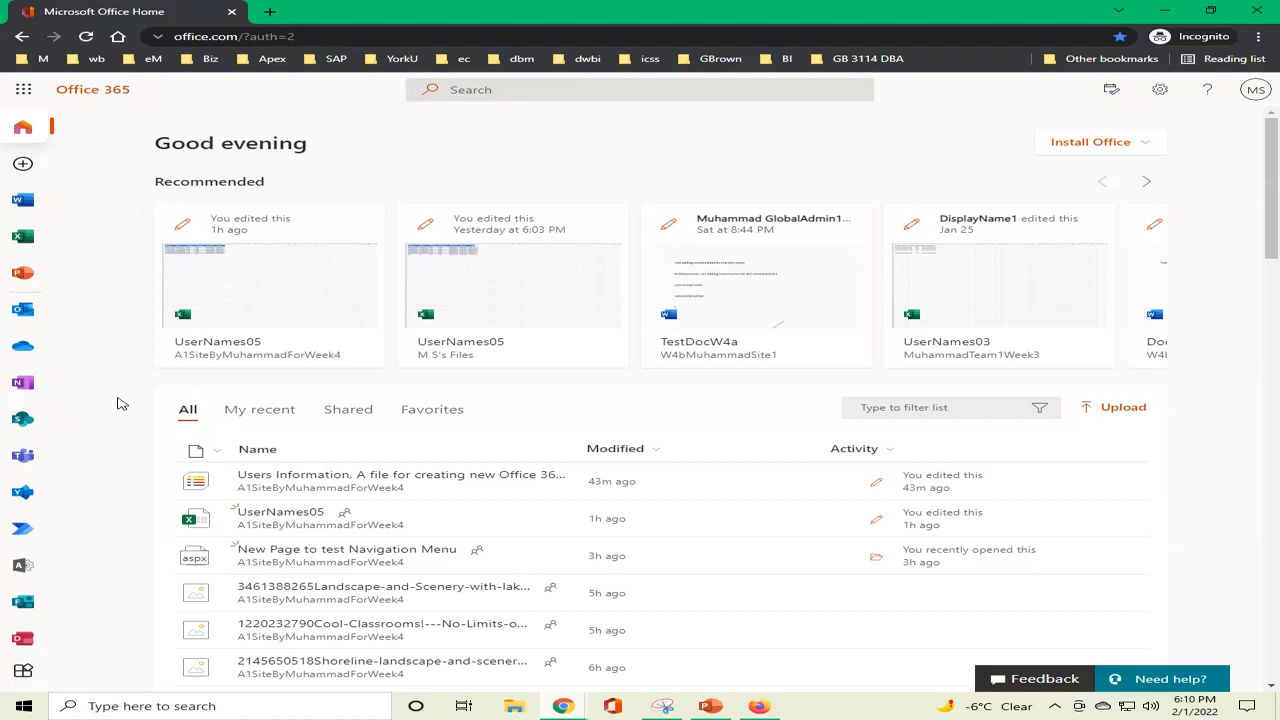 Microsoft Office Home
office.com/?auth=2
Incognito
M
wb
Biz
Apex
SAP
YorkU
ec
dbm
dwbi
icss
GBrown
BI
GB 3114 DBA
Other bookmarks
Reading list
Office 365
Search
MS
Good evening
Install Office
Recommended
You edited this
1h ago
UserNames05
A1SiteByMuhammadForWeek4
You edited this
Yesterday at 6:03 PM
UserNames05
M S's Files
Muhammad GlobalAdmin1...
Sat at 8:44 PM
TestDocW4a
W4bMuhammadSite1
DisplayName1 edited this
Jan 25
UserNames03
MuhammadTeam1Week3
All
My recent
Shared
Favorites
Type to filter list
Upload
Name
Modified
Activity
Users Information, A file for creating new Office 36...
A1SiteByMuhammadForWeek4
43m ago
You edited this
43m ago
UserNames05
A1SiteByMuhammadForWeek4
1h ago
You edited this
1h ago
aspx
New Page to test Navigation Menu
A1SiteByMuhammadForWeek4
3h ago
You recently opened this
3h ago
3461388265Landscape-and-Scenery-with-lak...
A1SiteByMuhammadForWeek4
5h ago
1220232790Cool-Classrooms!---No-Limits-o...
A1SiteByMuhammadForWeek4
5h ago
2145650518Shoreline-landscape-and-scener...
A1SiteByMuhammadForWeek4
6h ago
Feedback
Need help?
Type here to search
-6°C Clear
6:10 PM
2/1/2022